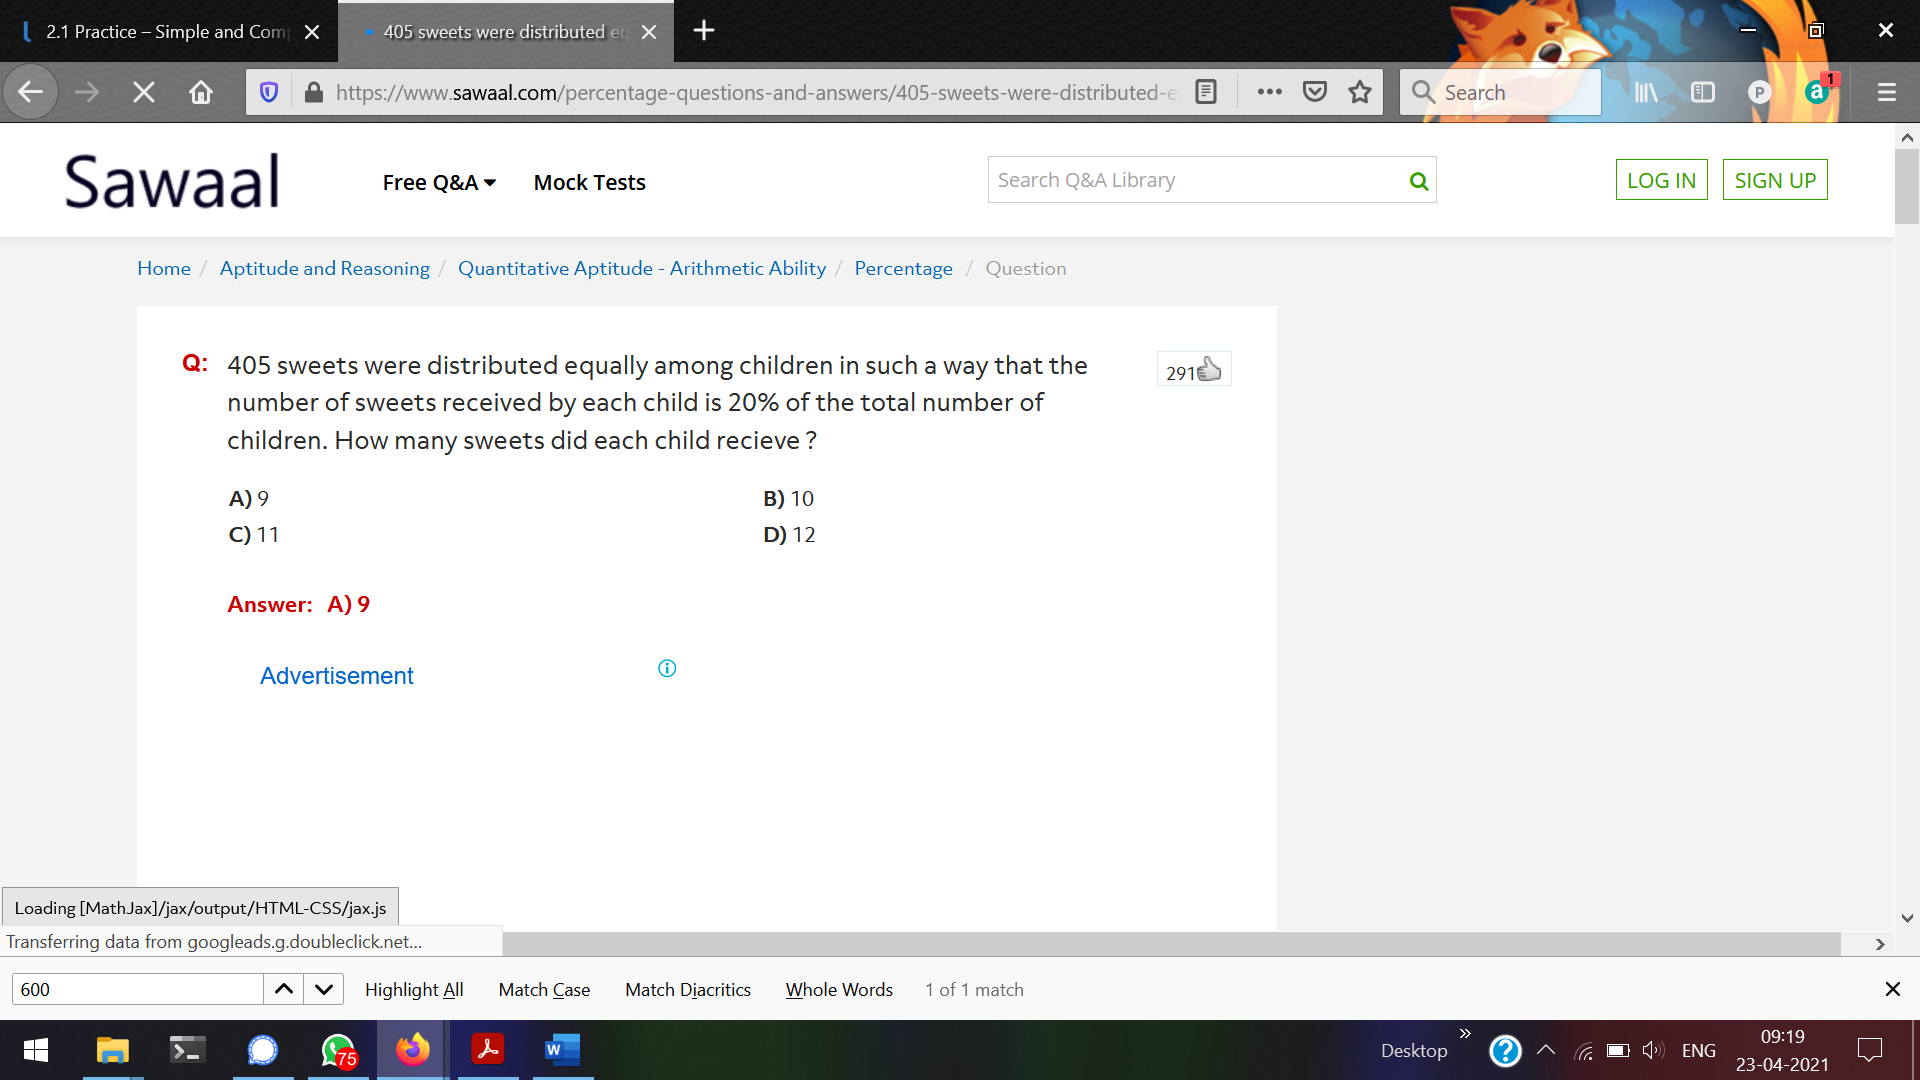 2.1 Practice – Simple and Com
405 sweets were distributed eq
https://www.sawaal.com/percentage-questions-and-answers/405-sweets-were-distributed-e
Search
1
Sawaal
Free Q&A
Mock Tests
Search Q&A Library
LOG IN
SIGN UP
Home / Aptitude and Reasoning / Quantitative Aptitude - Arithmetic Ability / Percentage / Question
Q: 405 sweets were distributed equally among children in such a way that the
number of sweets received by each child is 20% of the total number of
children. How many sweets did each child recieve ?
291
A) 9
B) 10
C) 11
D) 12
Answer: A) 9
Advertisement
Loading [MathJax]/jax/output/HTML-CSS/jax.js
Transferring data from googleads.g.doubleclick.net...
600
Highlight All
Match Case
Match Diacritics
Whole Words
1 of 1 match
75
Desktop
ENG
09:19
23-04-2021